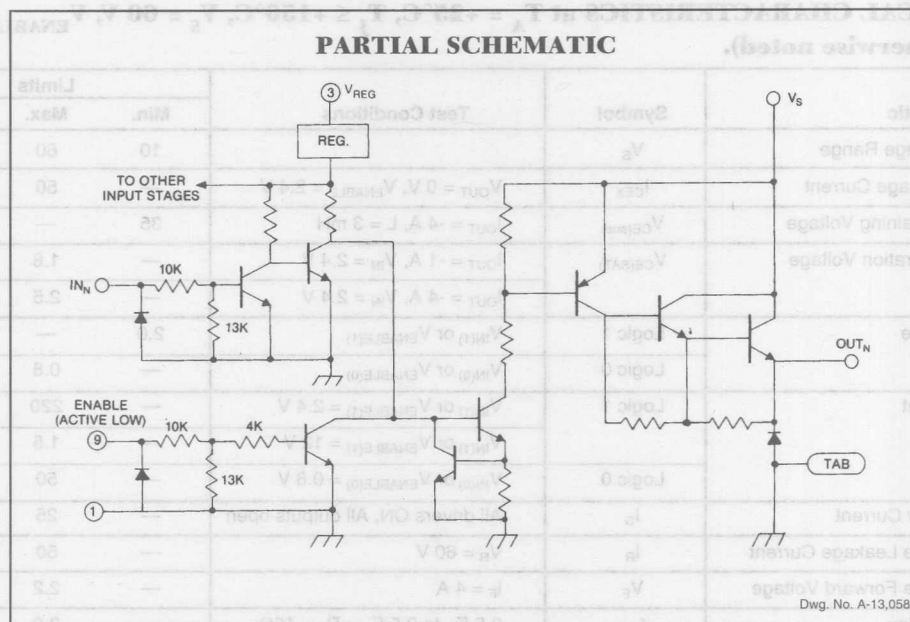 PARTIAL SCHEMATIC
3 V_REG
V_S
REG.
TO OTHER
INPUT STAGES
10K
IN_N
13K
OUT_N
ENABLE
(ACTIVE LOW)
9
10K
4K
13K
TAB
1
Dwg. No. A-13,058